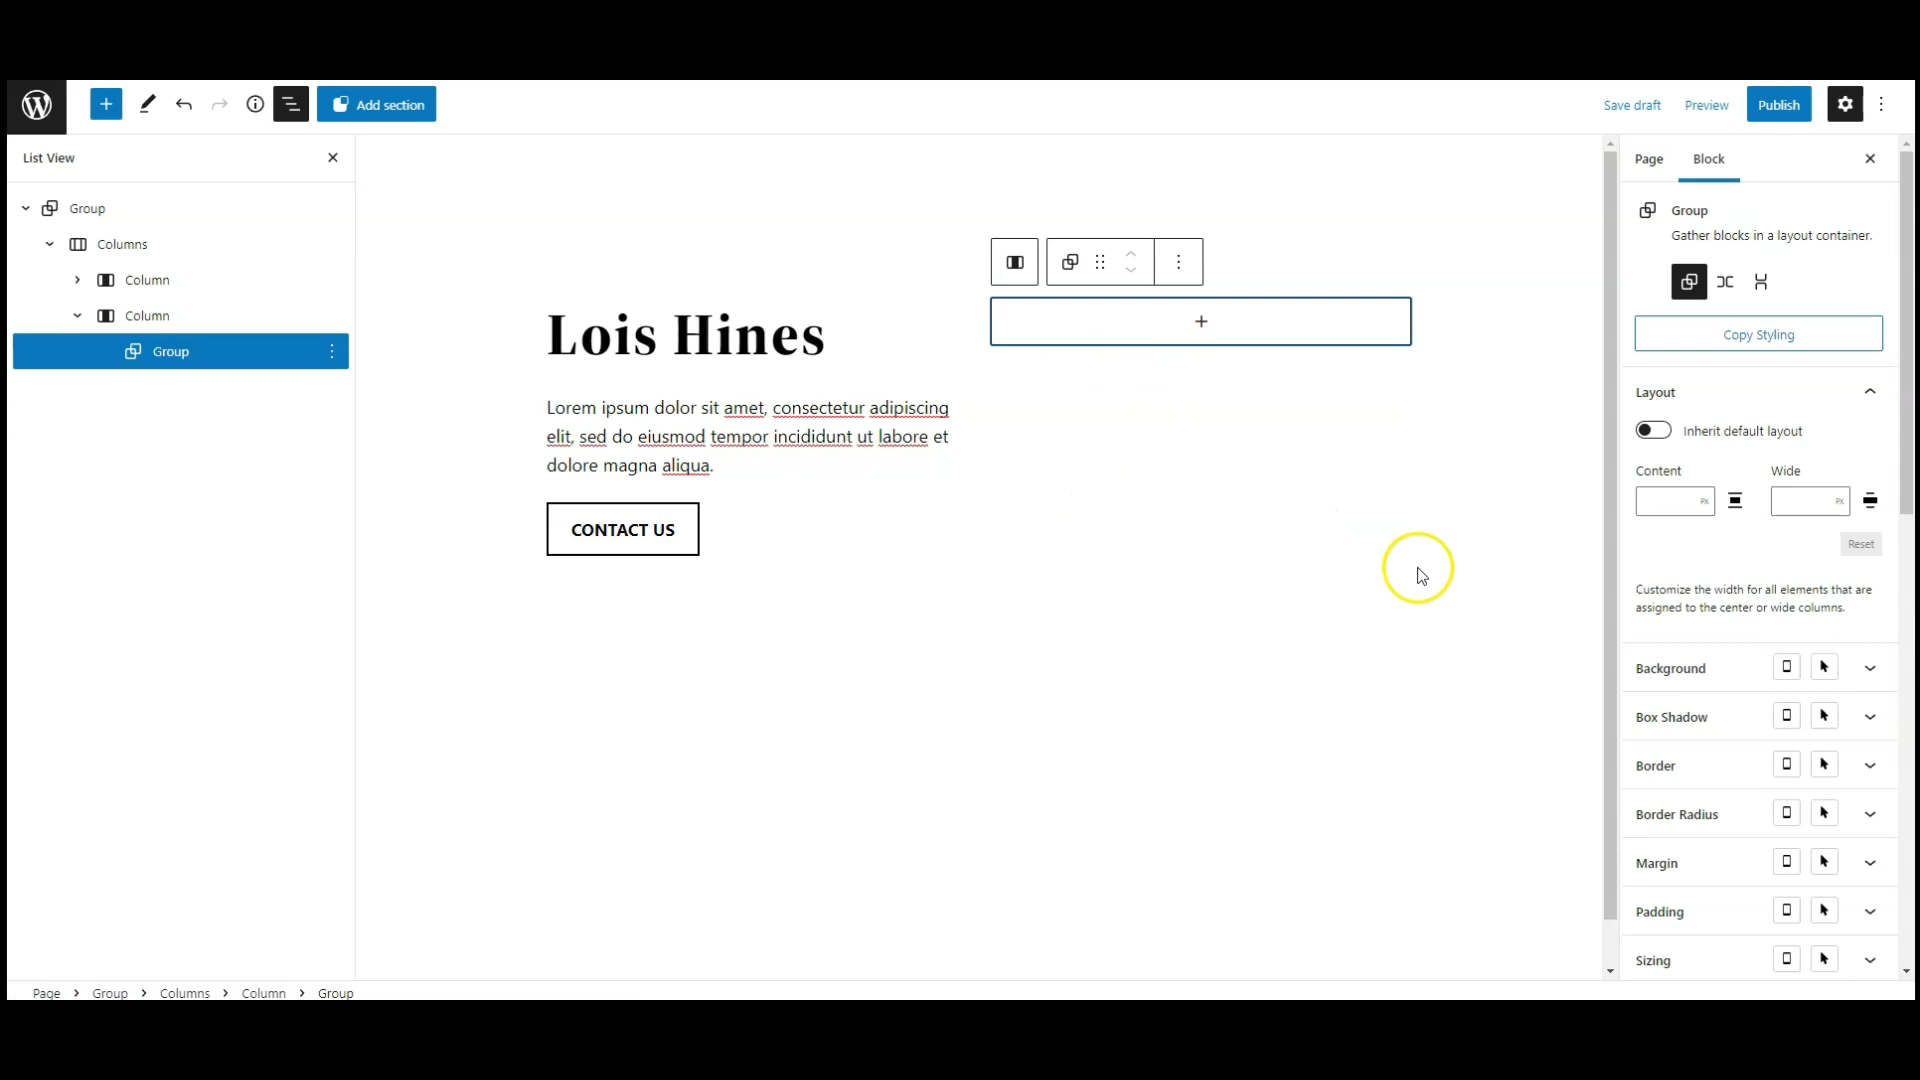 Add section
Save draft
Preview
Publish
List View
Group
Columns
Column
Column
Group
Lois Hines
Lorem ipsum dolor sit amet, consectetur adipiscing
elit, sed do eiusmod tempor incididunt ut labore et
dolore magna aliqua.
CONTACT US
Page
Block
Group
Gather blocks in a layout container.
Copy Styling
Layout
Inherit default layout
Content
Wide
PX
PX
Reset
Customize the width for all elements that are
assigned to the center or wide columns.
Background
Box Shadow
Border
Border Radius
Margin
Padding
Sizing
Page > Group > Columns > Column > Group